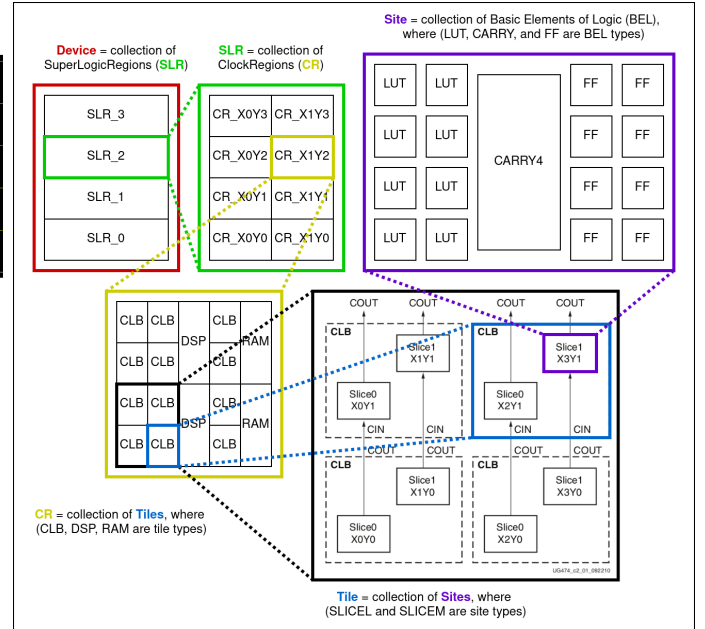 Site = collection of Basic Elements of Logic (BEL),
where (LUT, CARRY, and FF are BEL types)
Device = collection of
SuperLogicRegions (SLR)
SLR = collection of
ClockRegions (CR)
SLR_3
SLR_2
SLR_1
SLR_0
CR_X0Y3 CR_X1Y3
CR_X0Y2 CR_X1Y2
CR_X0Y1 CR_X1Y1
CR_X0Y0 CR_X1Y0
LUT LUT FF FF
LUT LUT FF FF
CARRY4
LUT LUT FF FF
LUT LUT FF FF
CLB CLB CLB
DSP RAM
CLB CLB CLB
CLB CLB CLB
DSP RAM
CLB CLB CLB
COUT COUT COUT COUT
CLB CLB
Slice1
X1Y1
Slice1
X3Y1
Slice0
X0Y1
Slice0
X2Y1
CIN CIN CIN CIN
COUT COUT COUT COUT
CLB CLB
Slice1
X1Y0
Slice1
X3Y0
Slice0
X0Y0
Slice0
X2Y0
UG474_c2_01_092210
CR = collection of Tiles, where
(CLB, DSP, RAM are tile types)
Tile = collection of Sites, where
(SLICEL and SLICEM are site types)